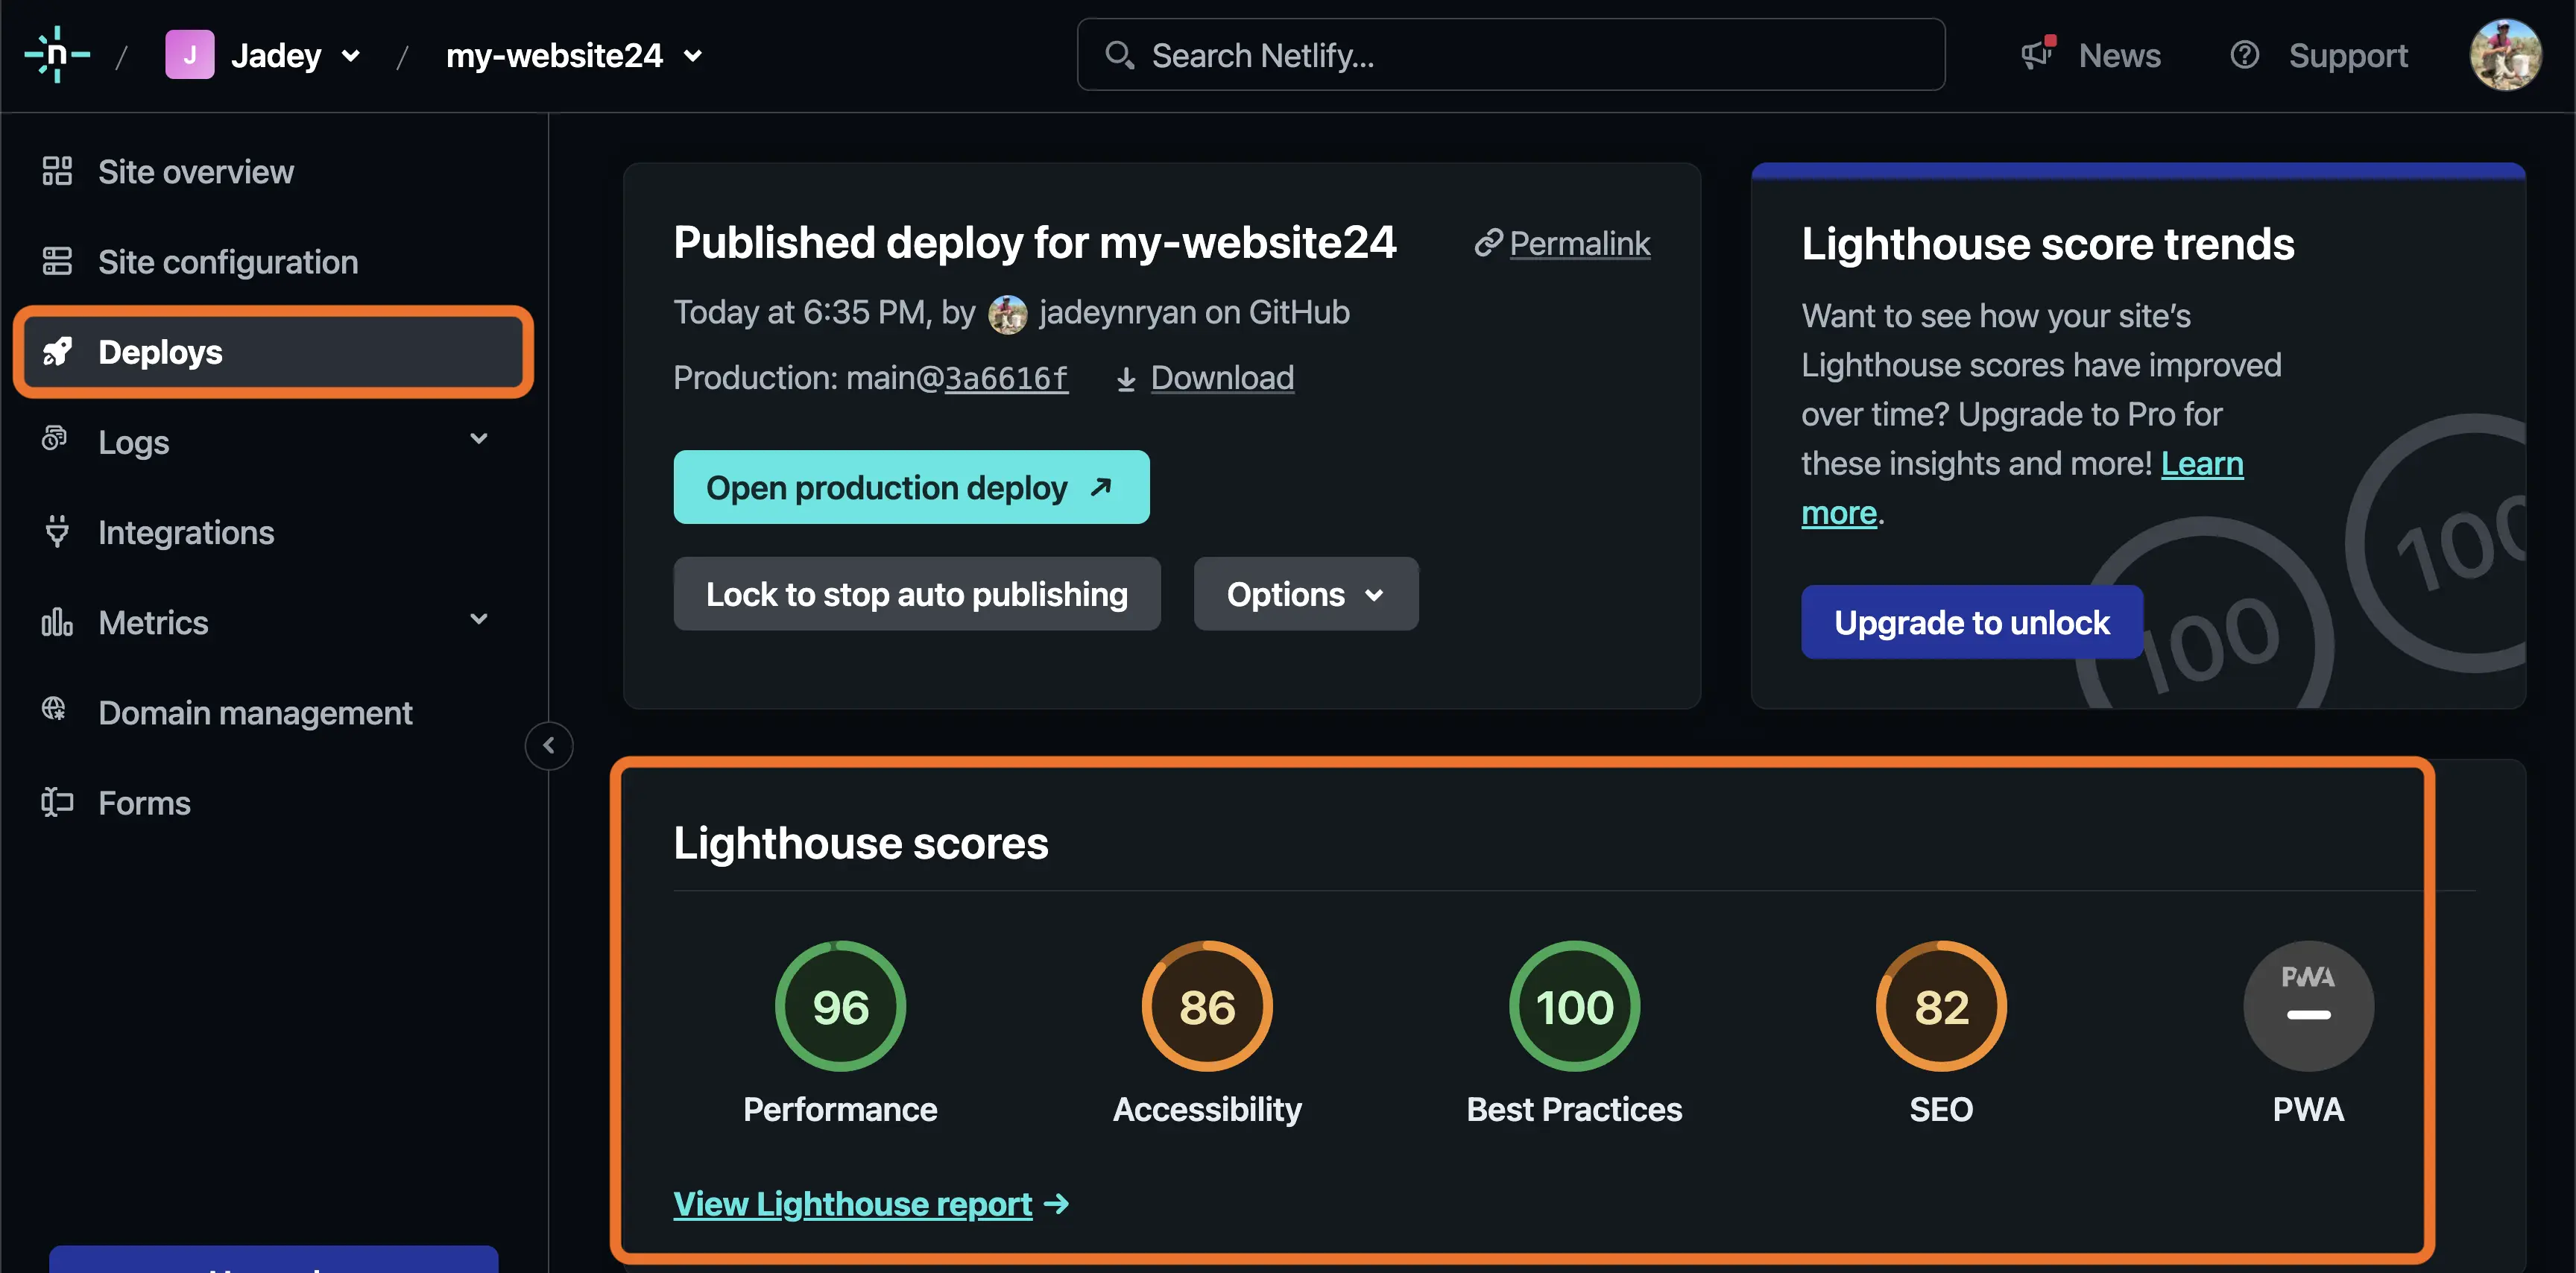 n / J Jadey / my-website24
Search Netlify...
News
Support
Site overview
Site configuration
Deploys
Logs
Integrations
Metrics
Domain management
Forms
Published deploy for my-website24
Permalink
Today at 6:35 PM, by jadeynryan on GitHub
Production: main@3a6616f Download
Open production deploy
Lock to stop auto publishing
Options
Lighthouse score trends
Want to see how your site’s
Lighthouse scores have improved
over time? Upgrade to Pro for
these insights and more! Learn
more.
Upgrade to unlock
100
100
Lighthouse scores
96
86
100
82
PWA
Performance
Accessibility
Best Practices
SEO
PWA
View Lighthouse report